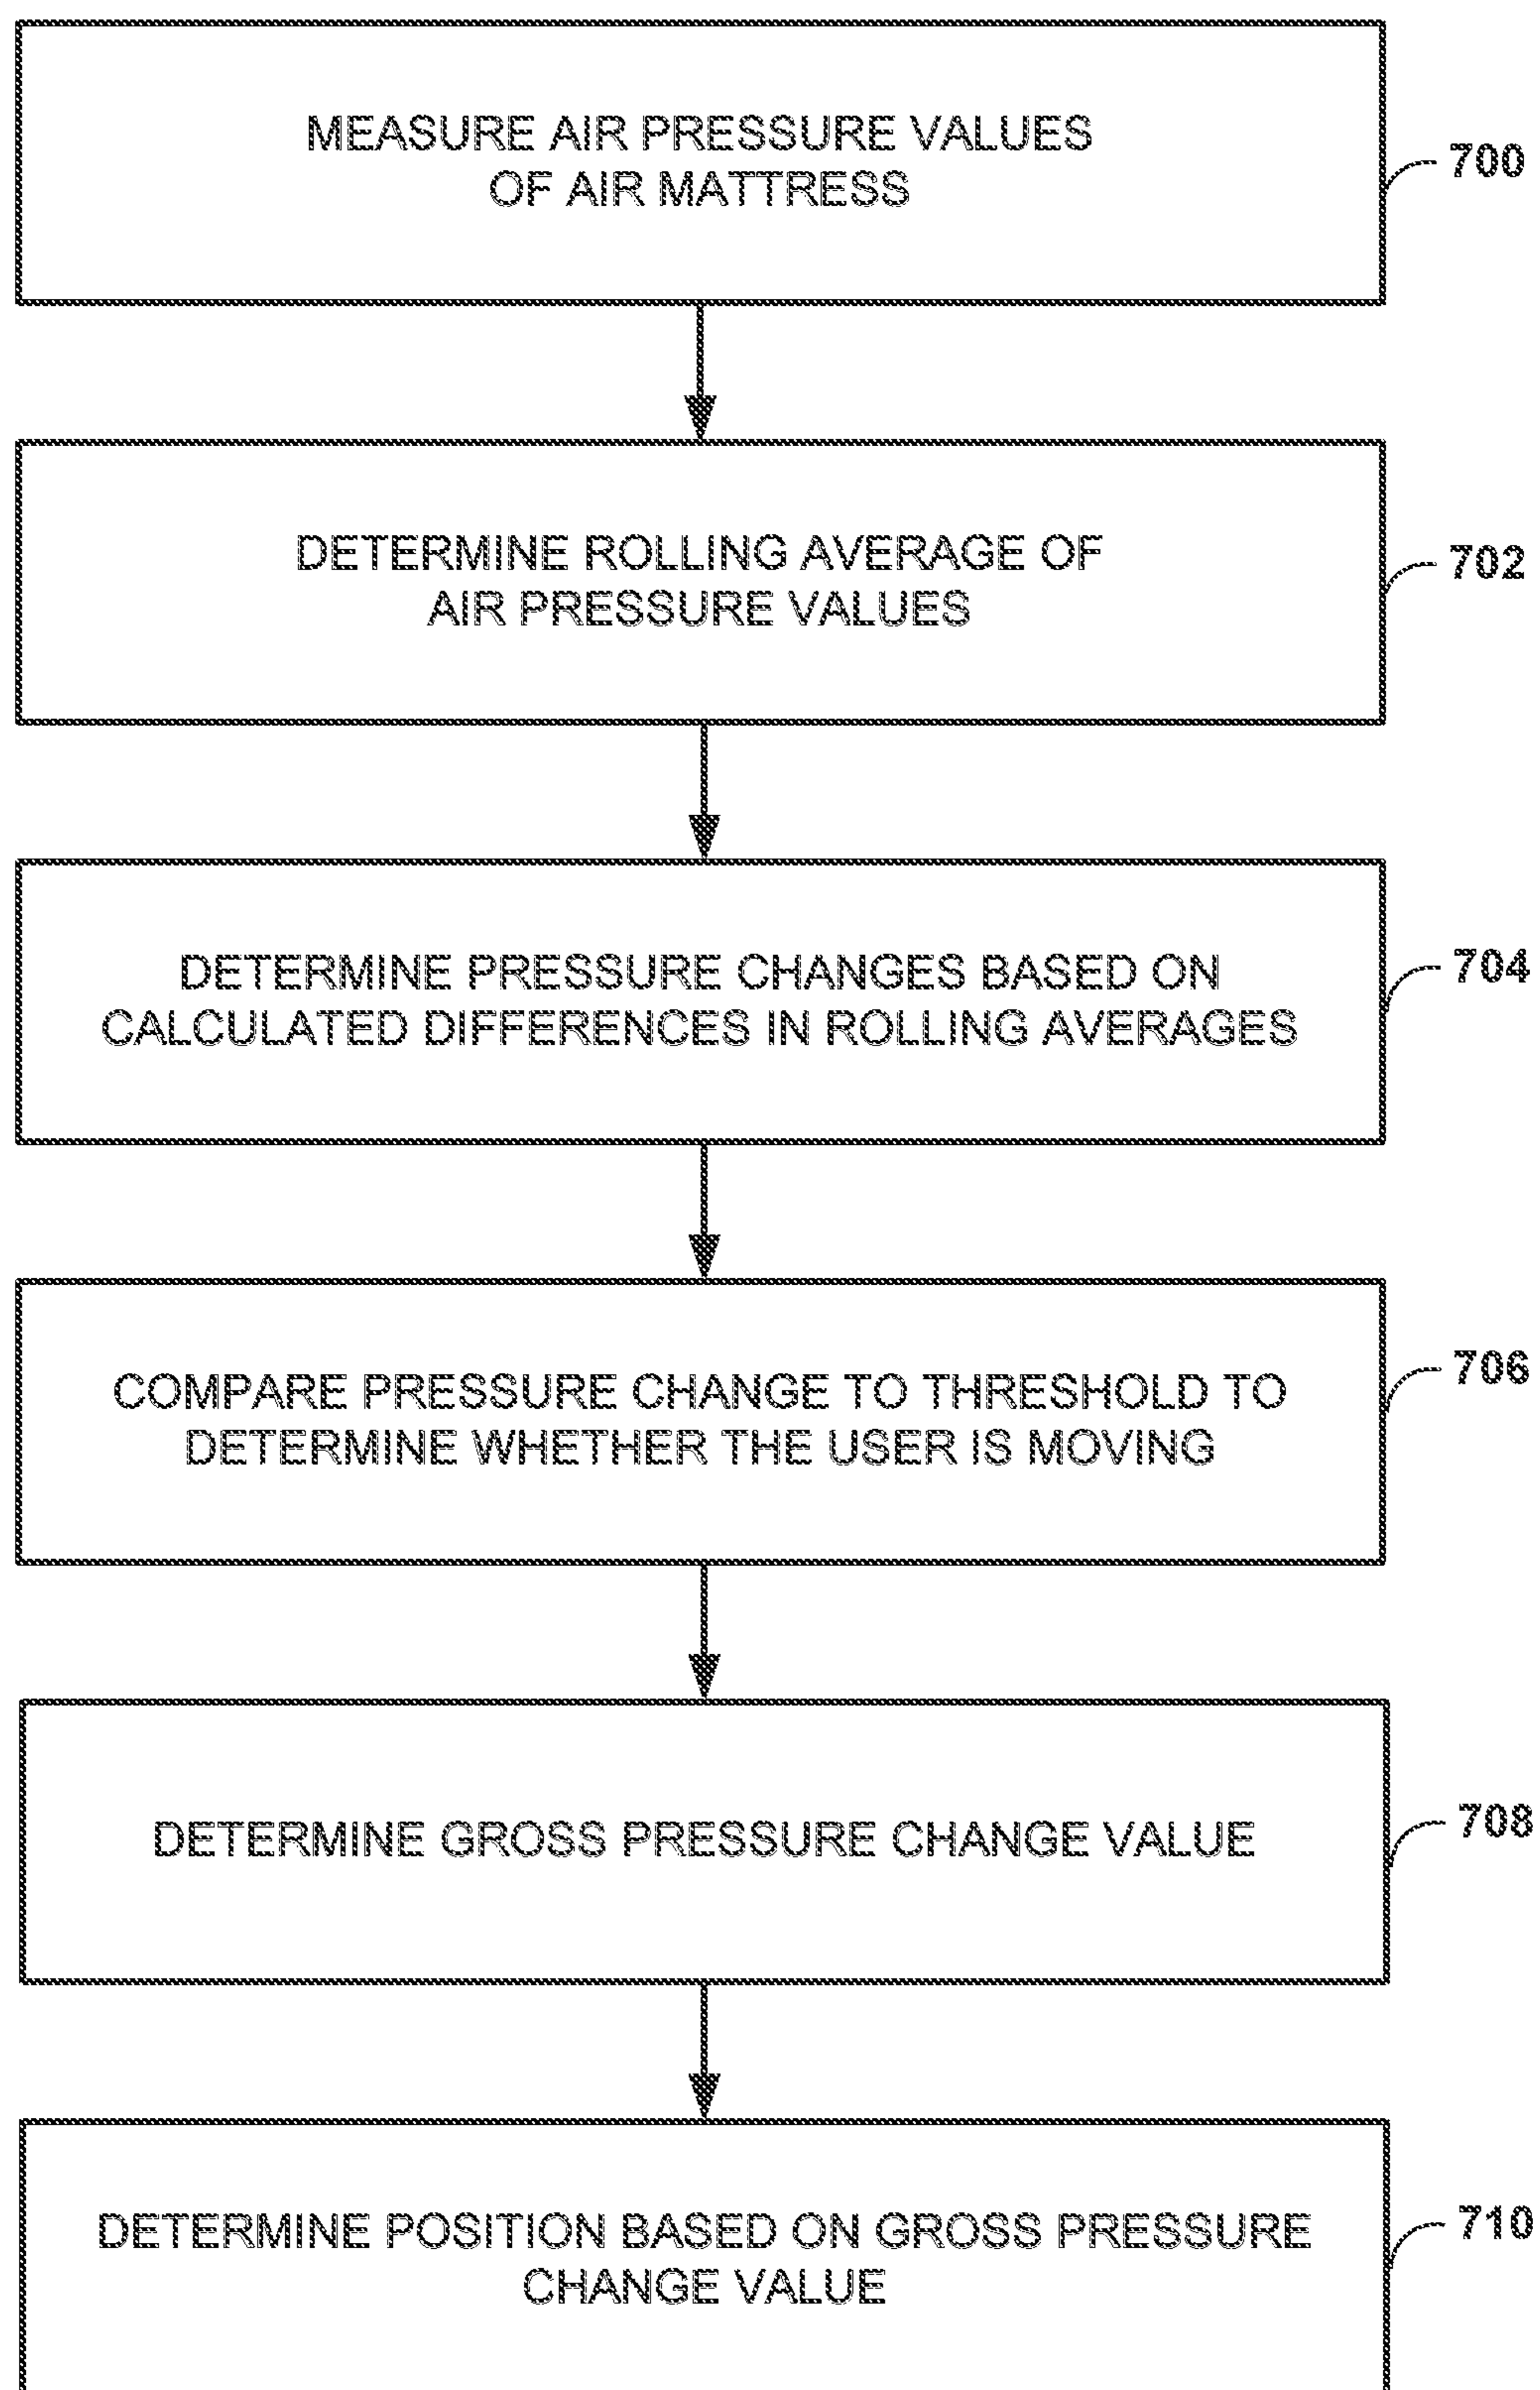 MEASURE AIR PRESSURE VALUES
OF AIR MATTRESS
700
DETERMINE ROLLING AVERAGE OF
AIR PRESSURE VALUES
702
DETERMINE PRESSURE CHANGES BASED ON
CALCULATED DIFFERENCES IN ROLLING AVERAGES
704
COMPARE PRESSURE CHANGE TO THRESHOLD TO
DETERMINE WHETHER THE USER IS MOVING
706
DETERMINE GROSS PRESSURE CHANGE VALUE
708
DETERMINE POSITION BASED ON GROSS PRESSURE
CHANGE VALUE
710